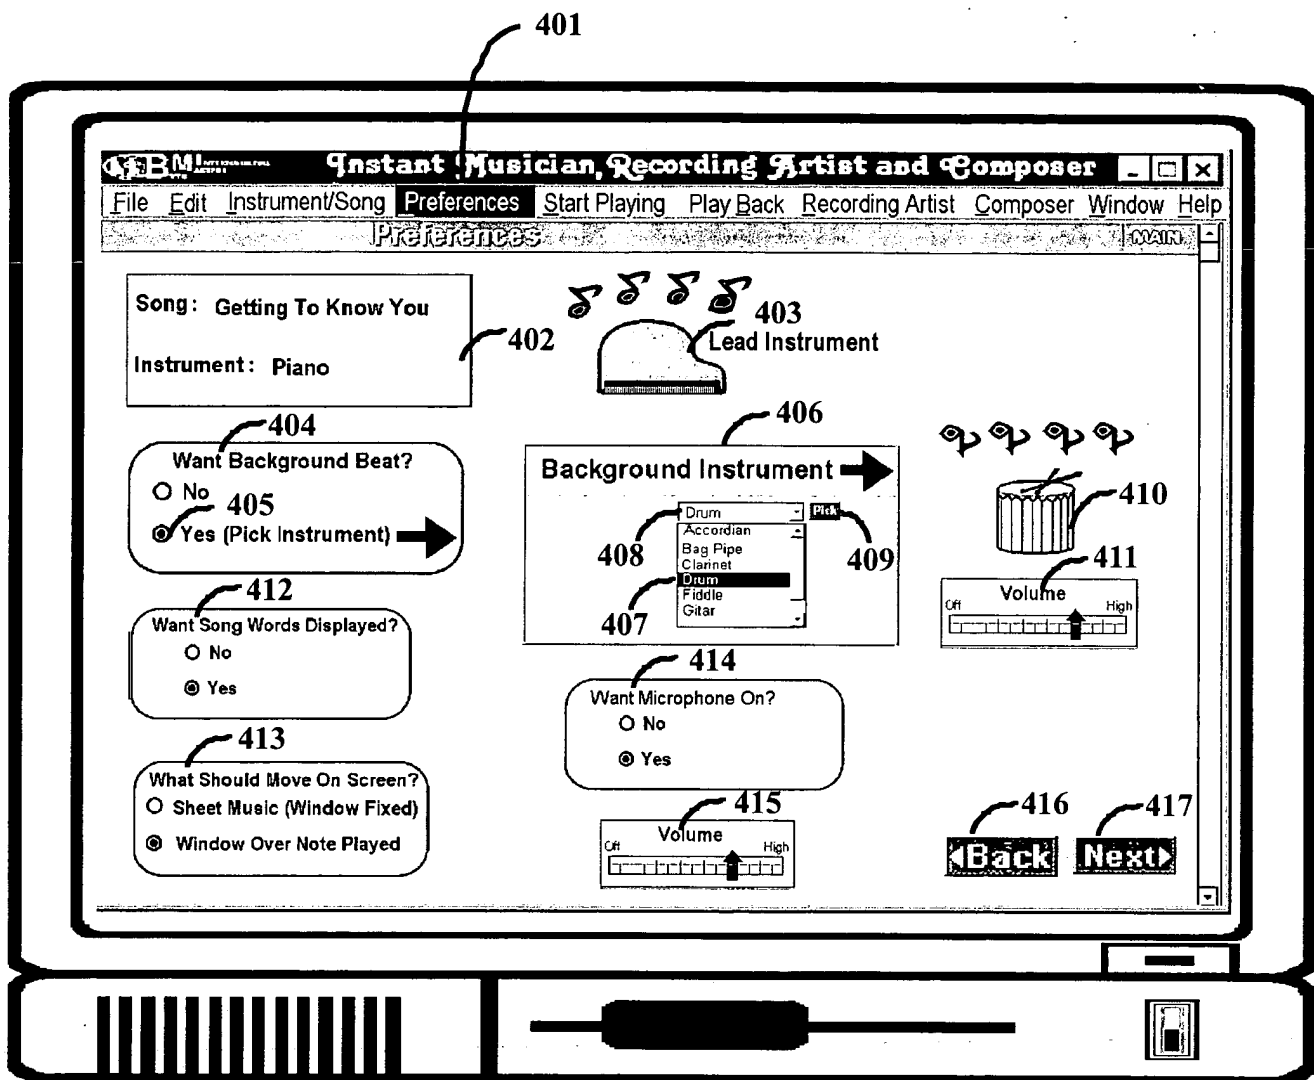 401
Instant Musician, Recording Artist and Composer
File Edit Instrument/Song Preferences Start Playing Play Back Recording Artist Composer Window Help
Preferences MAIN
Song: Getting To Know You
Instrument: Piano
402
403
Lead Instrument
404
Want Background Beat?
No
405
Yes (Pick Instrument)
406
Background Instrument
Drum Pick
408
409
Accordian
Bag Pipe
Clarinet
Drum
Fiddle
Gitar
407
410
411
Volume
Off High
412
Want Song Words Displayed?
No
Yes
414
Want Microphone On?
No
Yes
413
What Should Move On Screen?
Sheet Music (Window Fixed)
Window Over Note Played
415
Volume
Off High
416
417
Back Next